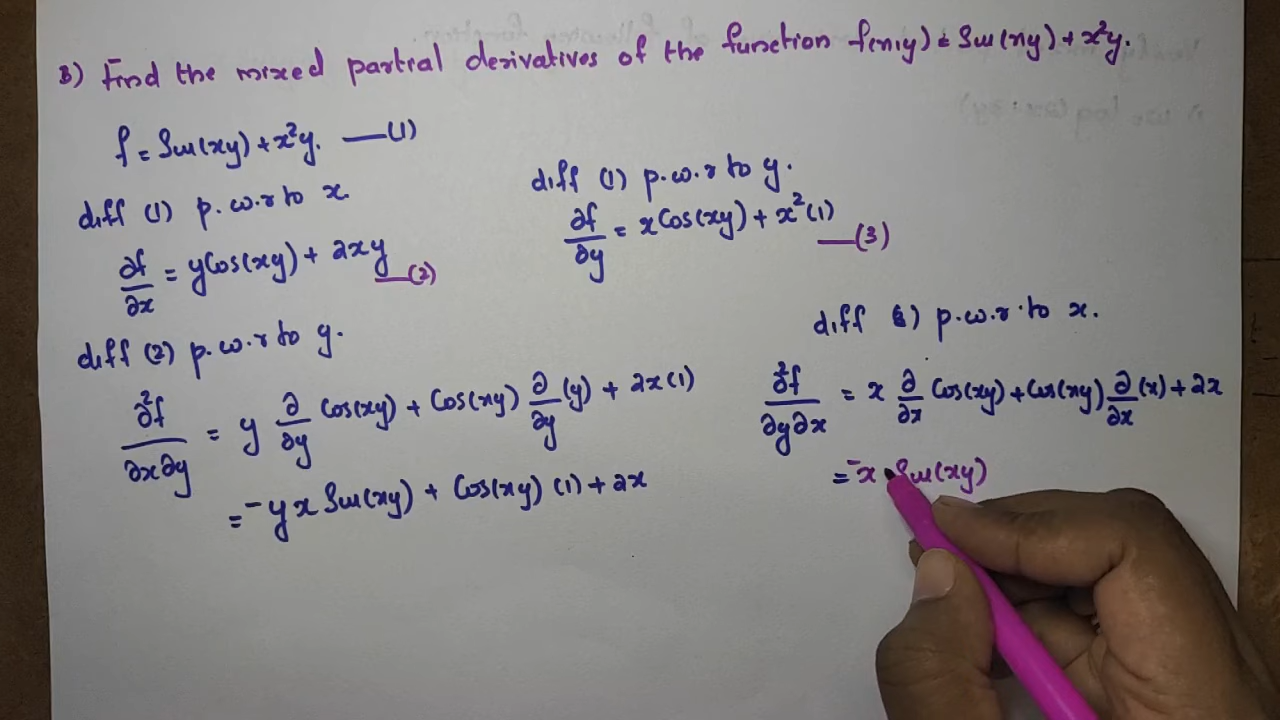 3) Find the mixed partial derivatives of the function f(x,y) = Sin(xy) + x²y.
f = Sin(xy) + x²y. —(1)
diff (1) p.w.r to x
∂f/∂x = yCos(xy) + 2xy —(2)
diff (2) p.w.r to y.
∂²f/∂x∂y = y ∂/∂y Cos(xy) + Cos(xy) ∂/∂y (y) + 2x(1)
= -yx Sin(xy) + Cos(xy) (1) + 2x
diff (1) p.w.r to y.
∂f/∂y = xCos(xy) + x²(1) —(3)
diff (3) p.w.r. to x.
∂²f/∂y∂x = x ∂/∂x Cos(xy) + Cos(xy) ∂/∂x (x) + 2x
= -x Sin(xy)